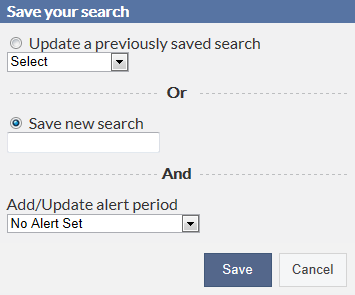 Save your search
Update a previously saved search
Select
Or
Save new search
And
Add/Update alert period
No Alert Set
Save Cancel